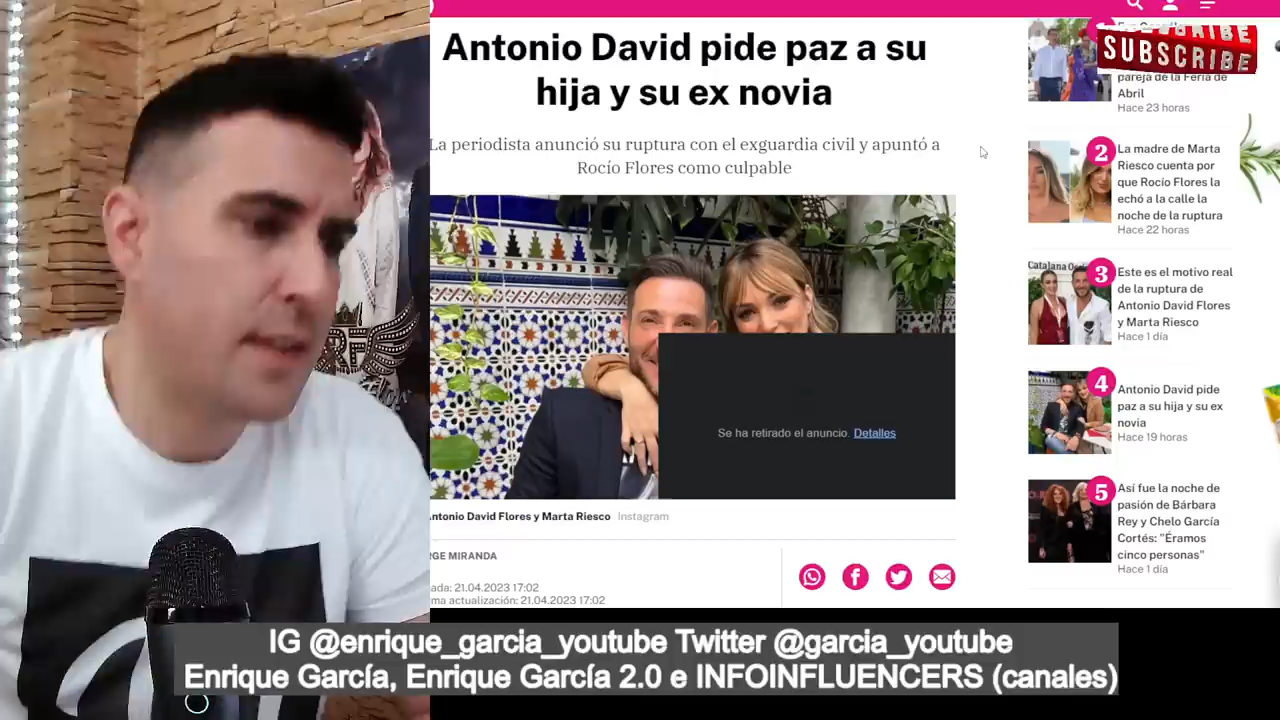 Antonio David pide paz a su
hija y su ex novia
La periodista anunció su ruptura con el exguardia civil y apuntó a
Rocío Flores como culpable
Se ha retirado el anuncio. Detalles
Antonio David Flores y Marta Riesco Instagram
RGE MIRANDA
ada: 21.04.2023 17:02
ma actualización: 21.04.2023 17:02
SUBSCRIBE
SUBSCRIBE
pareja de la Feria de
Abril
Hace 23 horas
2
La madre de Marta
Riesco cuenta por
que Rocío Flores la
echó a la calle la
noche de la ruptura
Hace 22 horas
3
Catalana Oc
Este es el motivo real
de la ruptura de
Antonio David Flores
y Marta Riesco
Hace 1 día
4
Antonio David pide
paz a su hija y su ex
novia
Hace 19 horas
5
Así fue la noche de
pasión de Bárbara
Rey y Chelo García
Cortés: "Éramos
cinco personas"
Hace 1 día
IG @enrique_garcia_youtube Twitter @garcia_youtube
Enrique García, Enrique García 2.0 e INFOINFLUENCERS (canales)